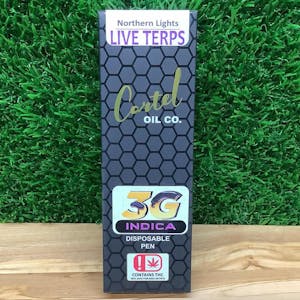 Northern Lights
LIVE TERPS
Cartel
OIL CO.
3G
INDICA
DISPOSABLE
PEN
CONTAINS THC